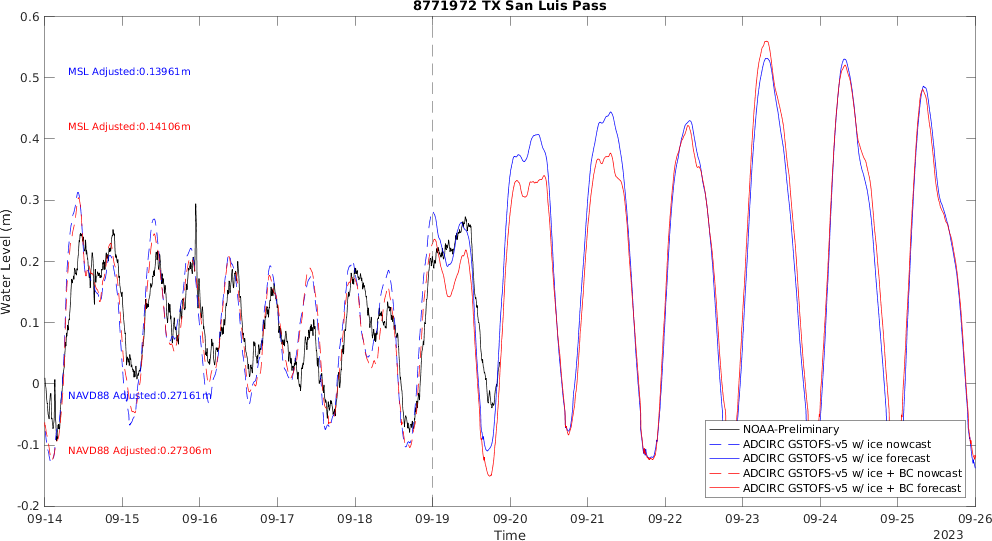 8771972 TX San Luis Pass
0.6
0.5
0.4
0.3
0.2
0.1
0
-0.1
-0.2
Water Level (m)
MSL Adjusted:0.13961m
MSL Adjusted:0.14106m
NAVD88 Adjusted:0.27161m
NAVD88 Adjusted:0.27306m
NOAA-Preliminary
ADCIRC GSTOFS-v5 w/ ice nowcast
ADCIRC GSTOFS-v5 w/ ice forecast
ADCIRC GSTOFS-v5 w/ ice + BC nowcast
ADCIRC GSTOFS-v5 w/ ice + BC forecast
09-14 09-15 09-16 09-17 09-18 09-19 09-20 09-21 09-22 09-23 09-24 09-25 09-26
Time
2023